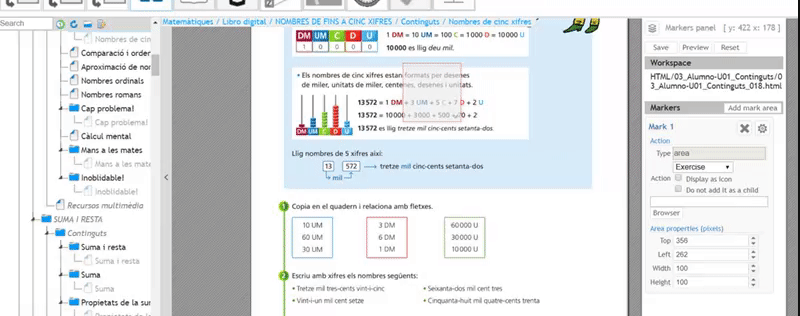 Search
Matemàtiques / Libro digital / NOMBRES DE FINS A CINC XIFRES / Continguts / Nombres de cinc xifres
Nombres de cin
Comparació i order
Aproximació de nor
Nombres ordinals
Nombres romans
Cap problema!
Cap problema!
Càlcul mental
Mans a les mates
Mans a les mate
Inoblidable!
Inoblidable!
Recursos multimèdia
SUMA I RESTA
Continguts
Suma i resta
Suma i resta
Suma
Suma
Propietats de la sur
Propietats de la
DM UM C D U
1 0 0 0 0
1 DM = 10 UM = 100 C = 1 000 D = 10 000 U
10 000 es llig deu mil.
• Els nombres de cinc xifres estan formats per desenes
de miler, unitats de miler, centenes, desenes i unitats.
13 572 = 1 DM + 3 UM + 5 C + 7 D + 2 U
13 572 = 10 000 + 3 000 + 500 + 70 + 2
13 572 es llig tretze mil cinc-cents setanta-dos.
DM UM C D U
Llig nombres de 5 xifres així:
13 572 → tretze mil cinc-cents setanta-dos
mil
1 Copia en el quadern i relaciona amb fletxes.
10 UM 3 DM 60 000 U
60 UM 6 DM 30 000 U
30 UM 1 DM 10 000 U
2 Escriu amb xifres els nombres següents:
• Tretze mil tres-cents vint-i-cinc • Seixanta-dos mil cent tres
• Vint-i-un mil cent setze • Cinquanta-huit mil quatre-cents trenta
Markers panel [ y: 422 x: 178 ]
Save Preview Reset
Workspace
HTML/03_Alumno-U01_Continguts/0
3_Alumno-U01_Continguts_018.html
Markers Add mark area
Mark 1
Action
Type area
Exercise
Action Display as Icon
Do not add it as a child
Browser
Area properties (pixels)
Top 356
Left 262
Width 100
Height 100